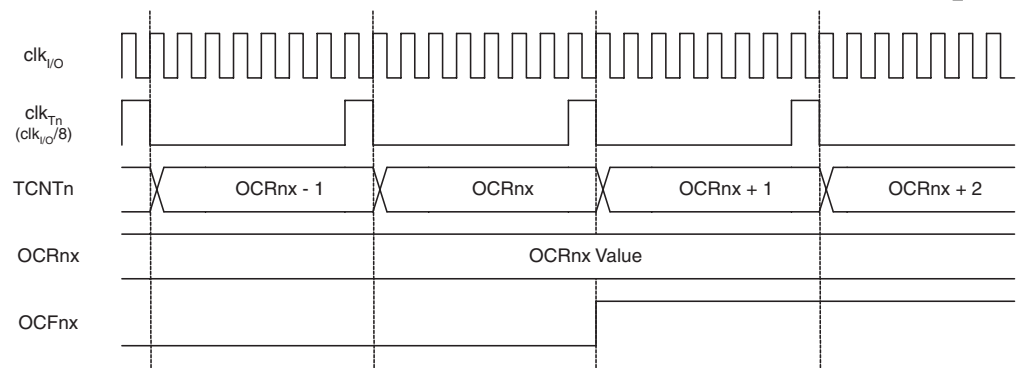 clkI/O
clkTn
(clkI/O/8)
TCNTn
OCRnx - 1
OCRnx
OCRnx + 1
OCRnx + 2
OCRnx
OCRnx Value
OCFnx